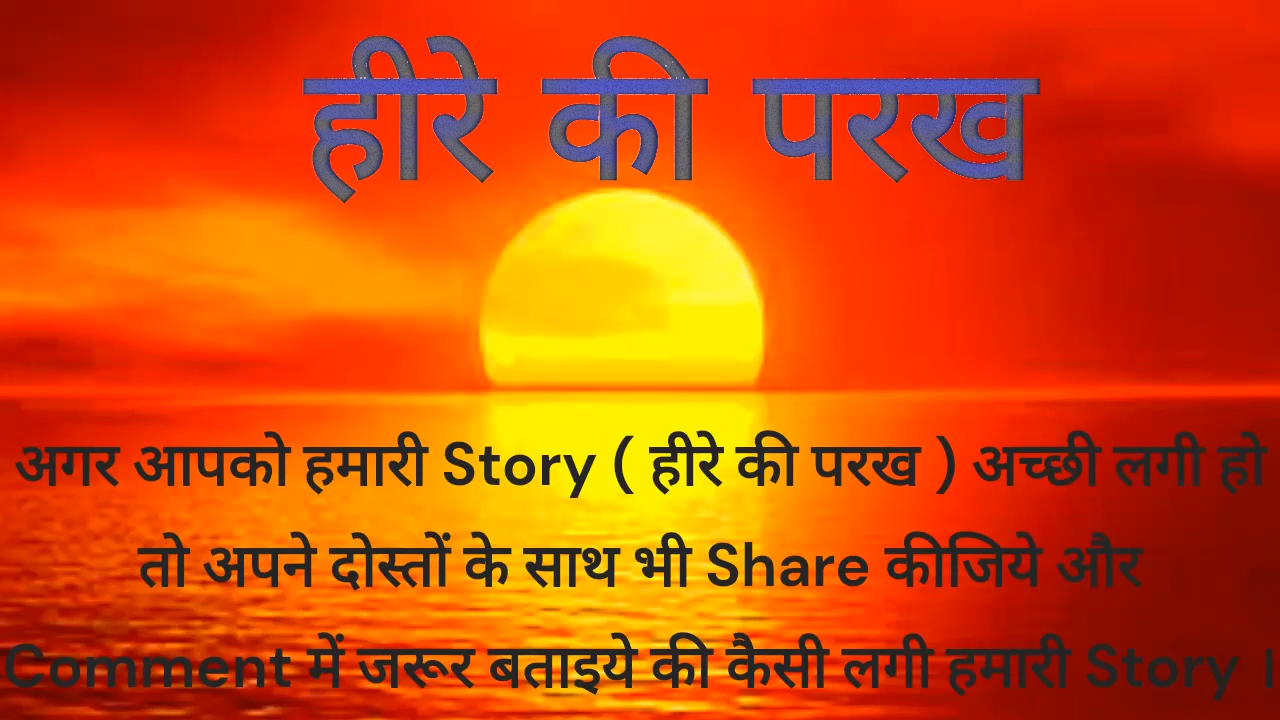 हीरे की परख
अगर आपको हमारी Story ( हीरे की परख ) अच्छी लगी हो
तो अपने दोस्तों के साथ भी Share कीजिये और
Comment में जरूर बताइये की कैसी लगी हमारी Story ।